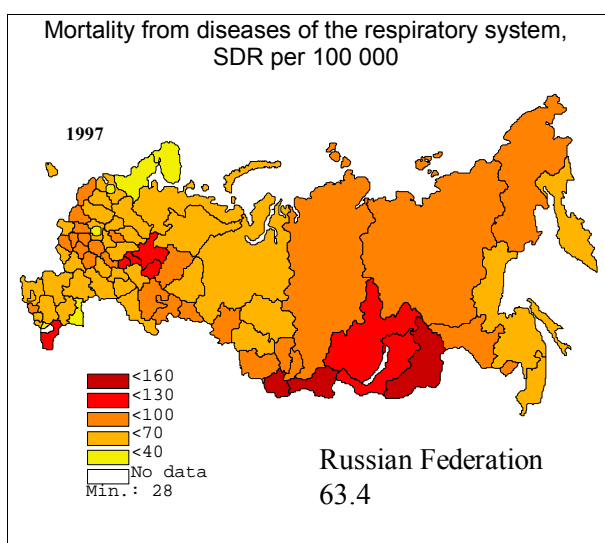 Mortality from diseases of the respiratory system,
SDR per 100 000
1997
<160
<130
<100
<70
<40
No data
Min.: 28
Russian Federation
63.4